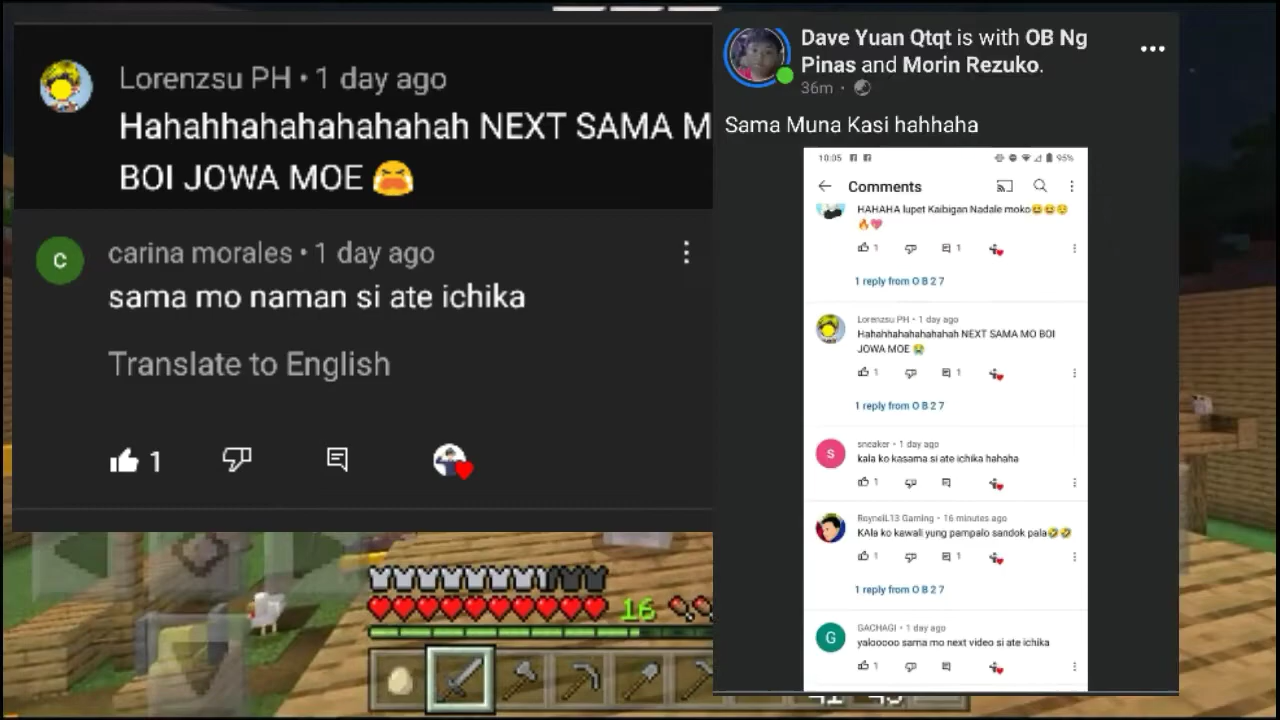 Lorenzsu PH • 1 day ago
Hahahhahahahahahah NEXT SAMA M
BOI JOWA MOE 😭
C
carina morales • 1 day ago
sama mo naman si ate ichika
Translate to English
1
16
Dave Yuan Qtqt is with OB Ng
Pinas and Morin Rezuko.
36m ·
Sama Muna Kasi hahhaha
10:05
95%
Comments
HAHAHA lupet Kaibigan Nadale moko😆😆☺️
🔥💖
1 1
1 reply from O B 2 7
Lorenzsu PH • 1 day ago
Hahahhahahahahahah NEXT SAMA MO BOI
JOWA MOE 😭
1 1
1 reply from O B 2 7
S
sneaker • 1 day ago
kala ko kasama si ate ichika hahaha
1
RoyneiL13 Gaming • 16 minutes ago
KAla ko kawali yung pampalo sandok pala🤣🤣
1 1
1 reply from O B 2 7
G
GACHAGI • 1 day ago
yalooooo sama mo next video si ate ichika
1